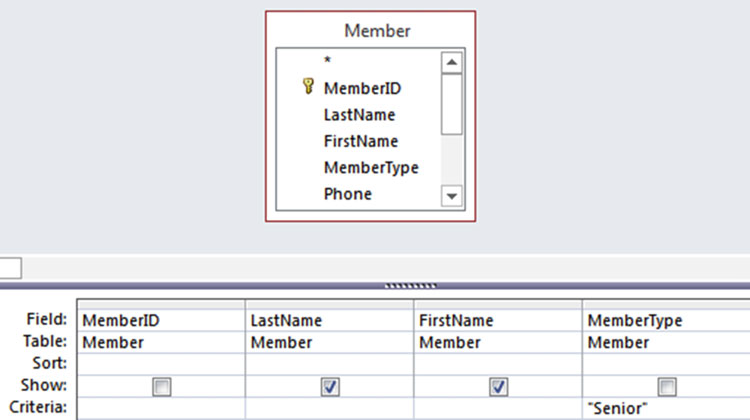 Member
*
MemberID
LastName
FirstName
MemberType
Phone
Field: MemberID LastName FirstName MemberType
Table: Member Member Member Member
Sort:
Show:
Criteria: "Senior"